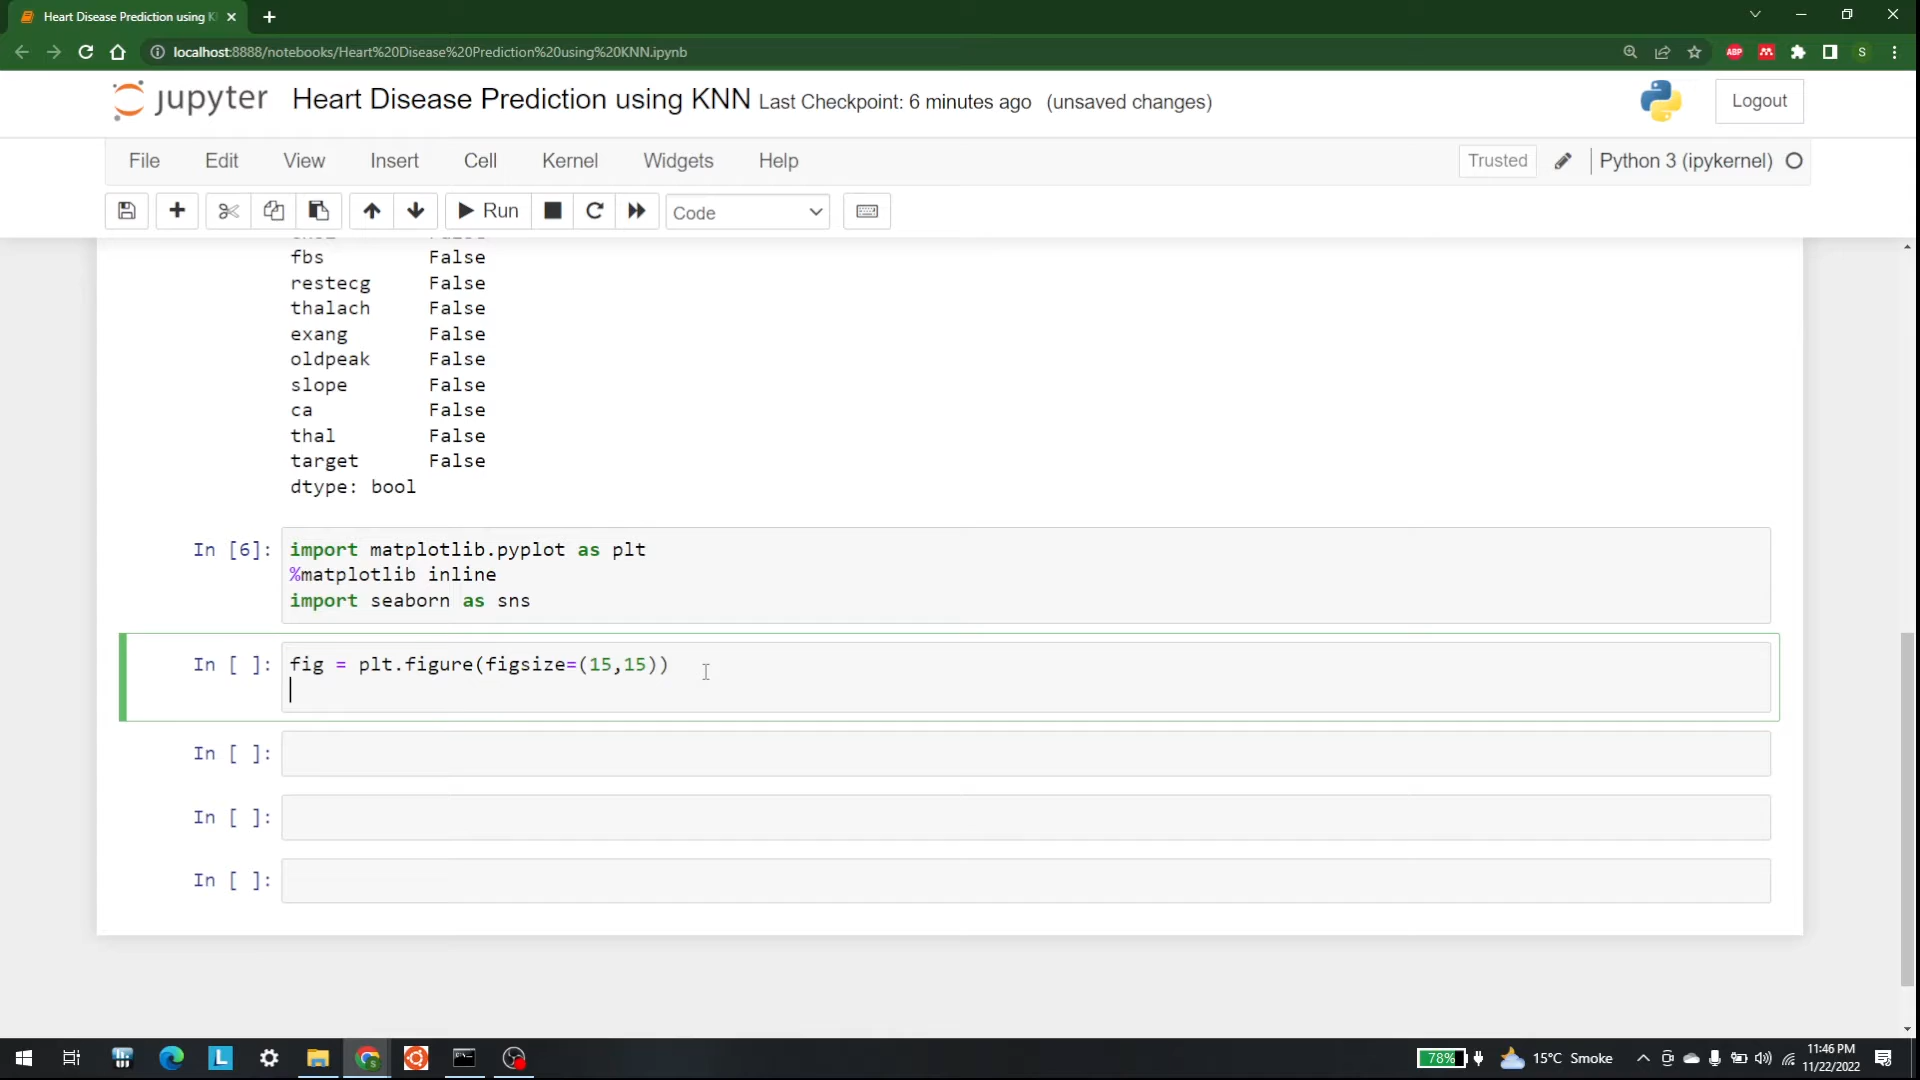 Heart Disease Prediction using K
localhost:8888/notebooks/Heart%20Disease%20Prediction%20using%20KNN.ipynb
ABP
S
jupyter Heart Disease Prediction using KNN Last Checkpoint: 6 minutes ago (unsaved changes)
Logout
File Edit View Insert Cell Kernel Widgets Help
Trusted
Python 3 (ipykernel)
Run
Code
fbs False
restecg False
thalach False
exang False
oldpeak False
slope False
ca False
thal False
target False
dtype: bool
In [6]: import matplotlib.pyplot as plt
%matplotlib inline
import seaborn as sns
In [ ]: fig = plt.figure(figsize=(15,15))
In [ ]:
In [ ]:
In [ ]:
L
78%
15°C Smoke
11:46 PM
11/22/2022